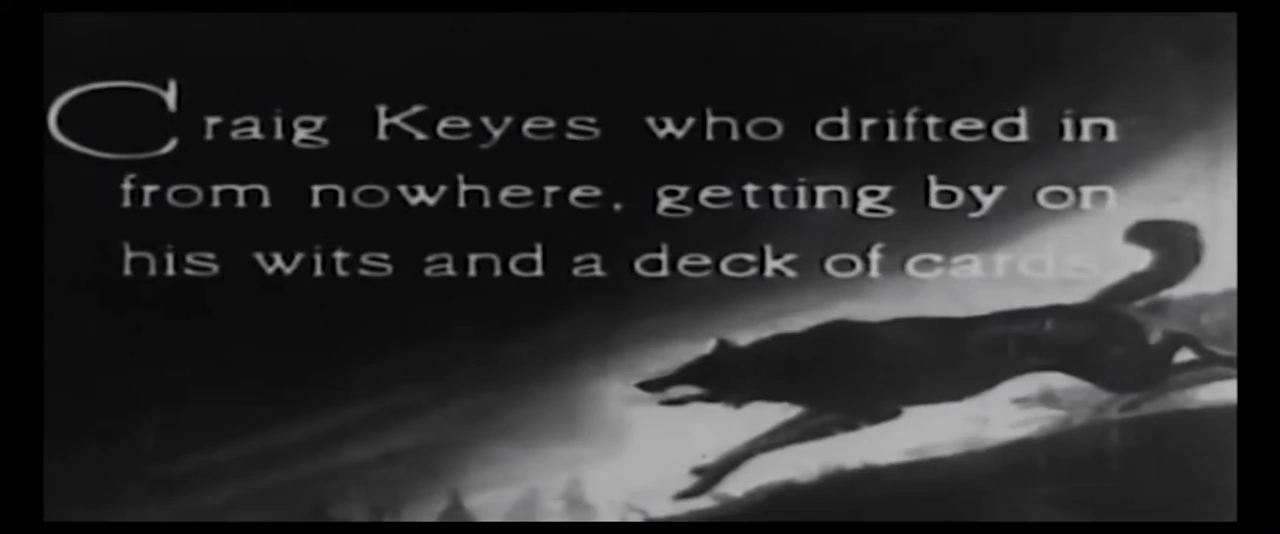 Craig Keyes who drifted in
from nowhere, getting by on
his wits and a deck of cards